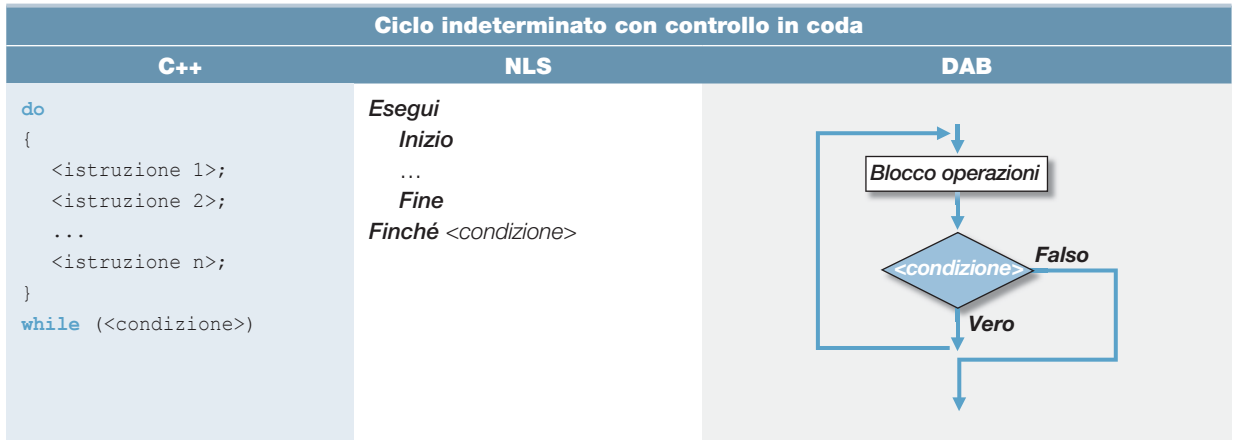 Ciclo indeterminato con controllo in coda
C++
NLS
DAB
do
{
<istruzione 1>;
<istruzione 2>;
...
<istruzione n>;
}
while (<condizione>)
Esegui
Inizio
…
Fine
Finché <condizione>
Blocco operazioni
<condizione>
Falso
Vero